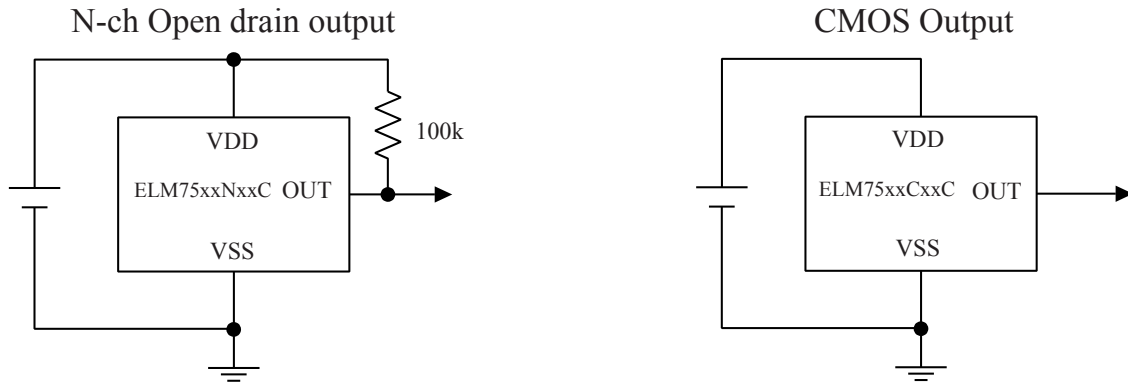 N-ch Open drain output
VDD
100k
ELM75xxNxxC OUT
VSS
CMOS Output
VDD
ELM75xxCxxC OUT
VSS